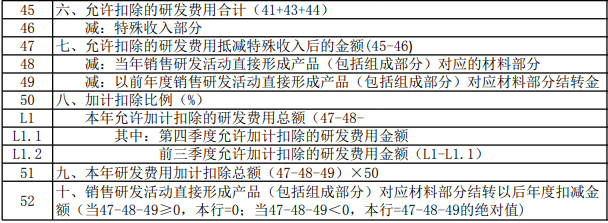 45 六、允许扣除的研发费用合计（41+43+44）
46 减：特殊收入部分
47 七、允许扣除的研发费用抵减特殊收入后的金额(45-46)
48 减：当年销售研发活动直接形成产品（包括组成部分）对应的材料部分
49 减：以前年度销售研发活动直接形成产品（包括组成部分）对应材料部分结转金
50 八、加计扣除比例（%）
L1 本年允许加计扣除的研发费用总额（47-48-
L1.1 其中：第四季度允许加计扣除的研发费用金额
L1.2 前三季度允许加计扣除的研发费用金额（L1-L1.1）
51 九、本年研发费用加计扣除总额（47-48-49）×50
52 十、销售研发活动直接形成产品（包括组成部分）对应材料部分结转以后年度扣减金
额（当47-48-49≥0，本行=0；当47-48-49＜0，本行=47-48-49的绝对值)